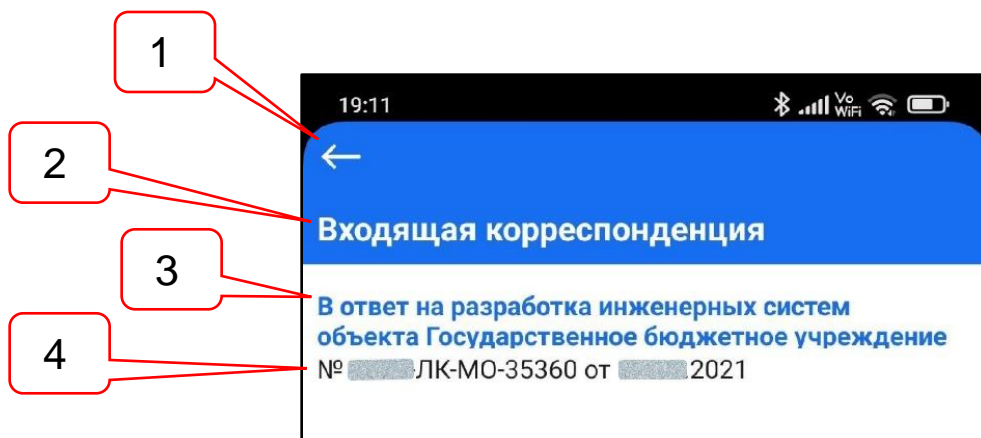 1
19:11
Vo
WiFi
2
Входящая корреспонденция
3
В ответ на разработка инженерных систем
объекта Государственное бюджетное учреждение
4
№ ЛК-МО-35360 от .2021